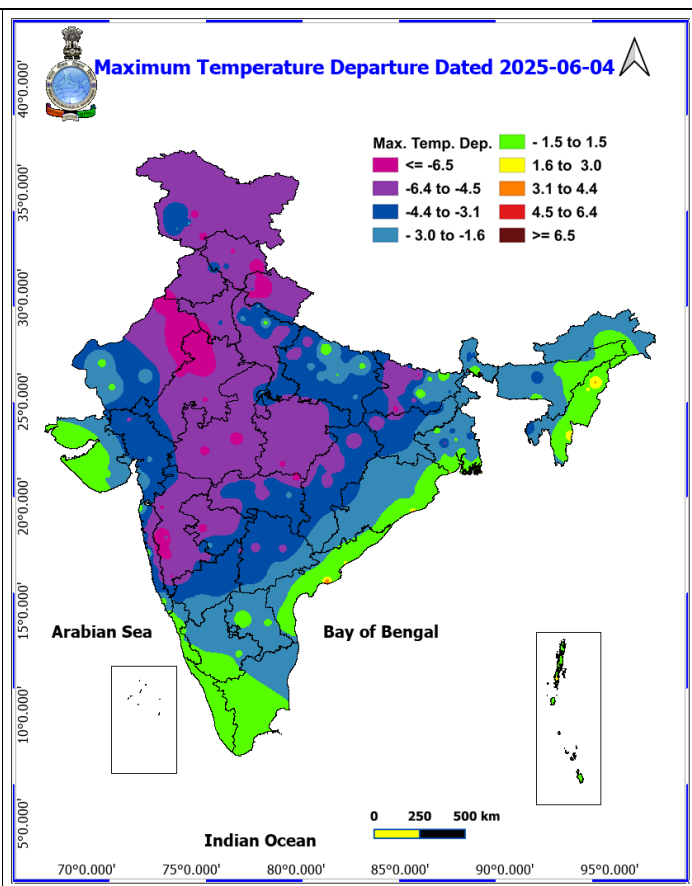 Maximum Temperature Departure Dated 2025-06-04
Max. Temp. Dep.
<= -6.5
-6.4 to -4.5
-4.4 to -3.1
- 3.0 to -1.6
- 1.5 to 1.5
1.6 to 3.0
3.1 to 4.4
4.5 to 6.4
>= 6.5
40°0.000'
35°0.000'
30°0.000'
25°0.000'
20°0.000'
15°0.000'
10°0.000'
5°0.000'
Arabian Sea
Bay of Bengal
Indian Ocean
0 250 500 km
70°0.000' 75°0.000' 80°0.000' 85°0.000' 90°0.000' 95°0.000'